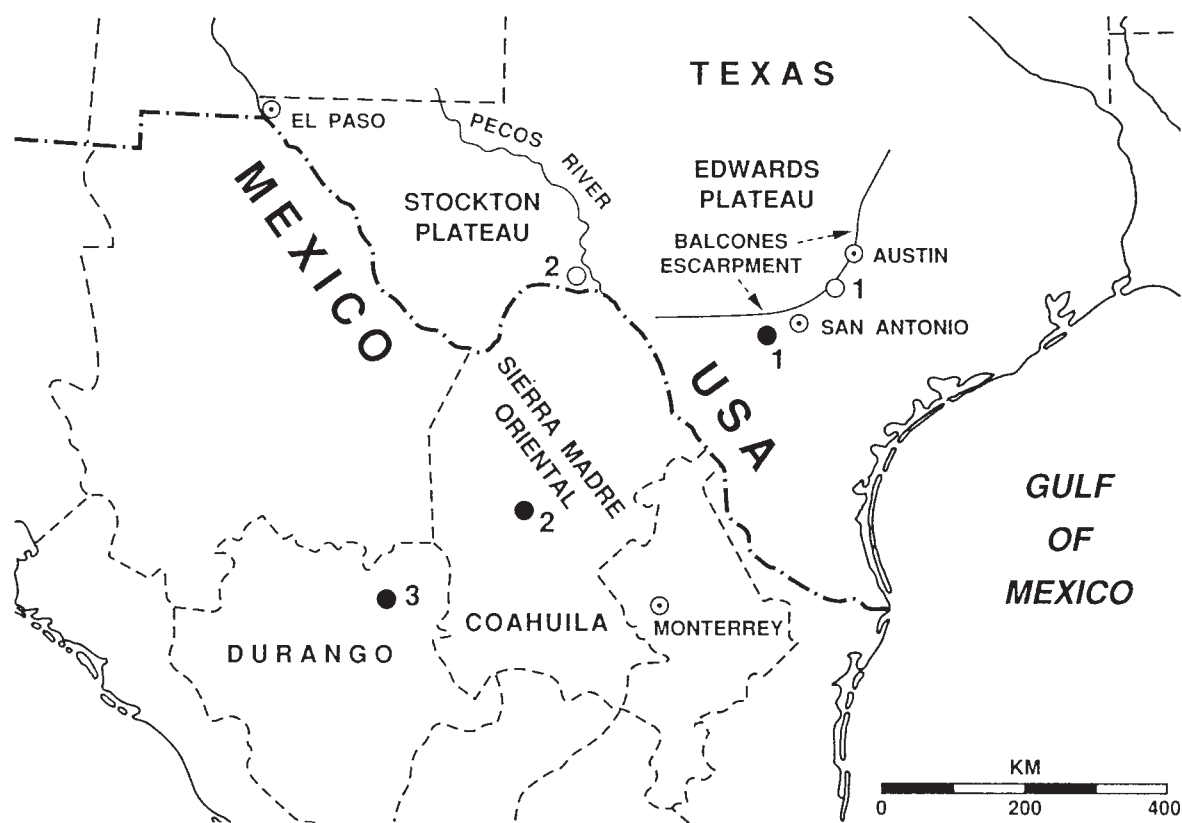 TEXAS
EL PASO
PECOS RIVER
MEXICO
STOCKTON
PLATEAU
EDWARDS
PLATEAU
BALCONES
ESCARPMENT
AUSTIN
2
1
SAN ANTONIO
1
USA
SIERRA MADRE
ORIENTAL
2
GULF
OF
MEXICO
3
COAHUILA
MONTERREY
DURANGO
KM
0 200 400